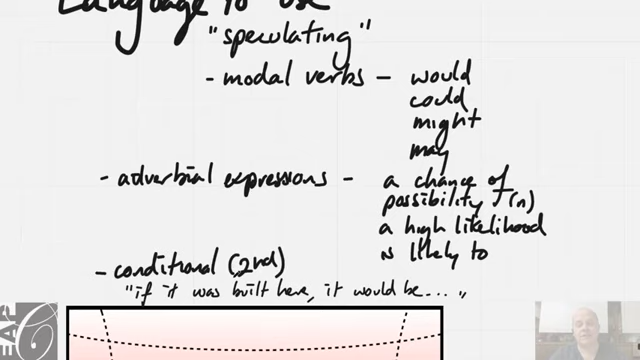 Language to use
"speculating"
- modal verbs - would
could
might
may
- adverbial expressions - a chance of
possibility (n)
a high likelihood
is likely to
- conditional (2nd)
"if it was built here, it would be...."
EAP